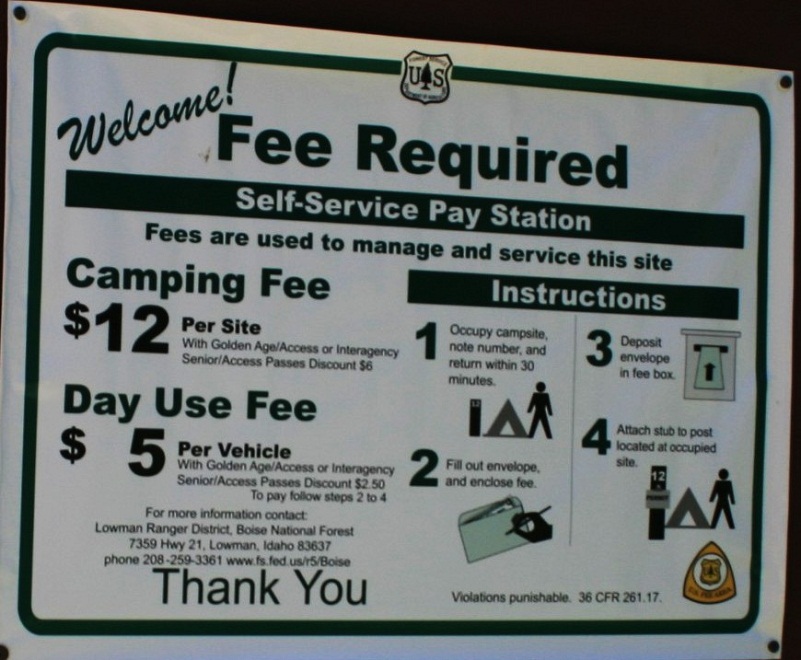 Welcome!
U S
Fee Required
Self-Service Pay Station
Fees are used to manage and service this site
Camping Fee
$12 Per Site
With Golden Age/Access or Interagency
Senior/Access Passes Discount $6
Day Use Fee
$ 5 Per Vehicle
With Golden Age/Access or Interagency
Senior/Access Passes Discount $2.50
To pay follow steps 2 to 4
For more information contact:
Lowman Ranger District, Boise National Forest
7359 Hwy 21, Lowman, Idaho 83637
phone 208-259-3361 www.fs.fed.us/r5/Boise
Thank You
Instructions
1 Occupy campsite,
note number, and
return within 30
minutes.
2 Fill out envelope,
and enclose fee.
3 Deposit
envelope
in fee box.
4 Attach stub to post
located at occupied
site.
12
Violations punishable. 36 CFR 261.17.